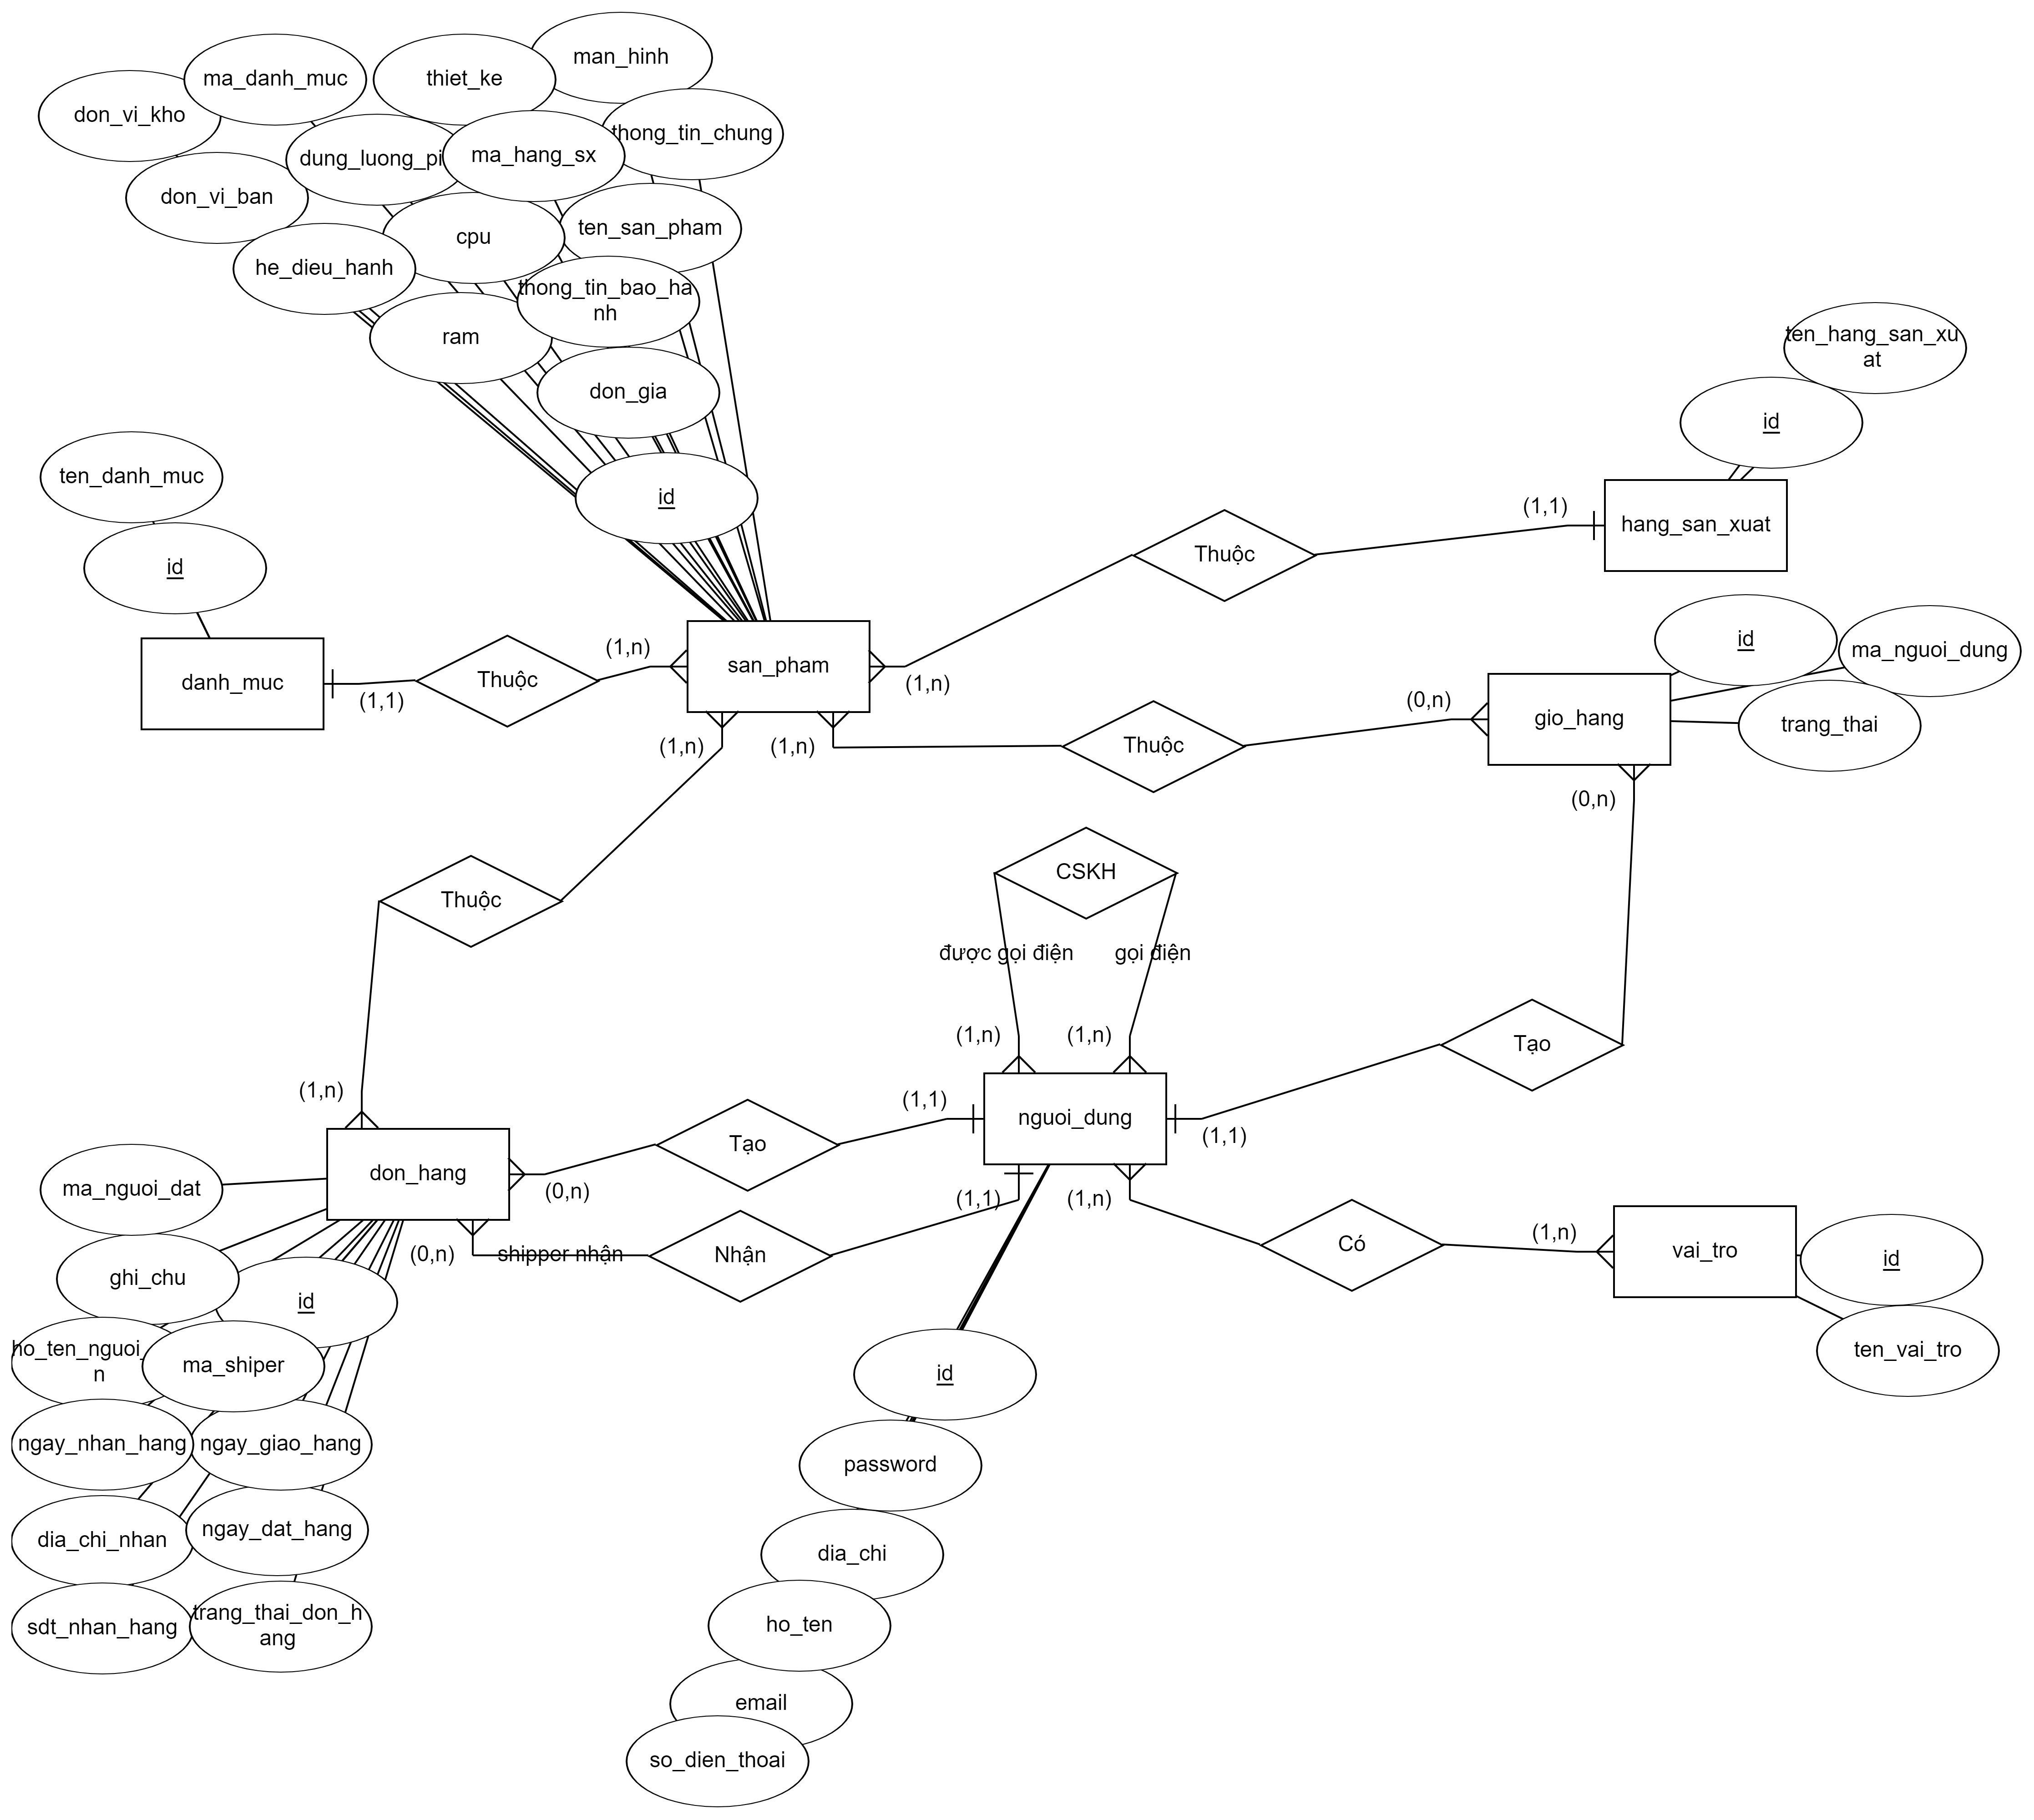 man_hinh
ma_danh_muc
thiet_ke
don_vi_kho
thong_tin_chung
dung_luong_pi
ma_hang_sx
don_vi_ban
ten_san_pham
cpu
he_dieu_hanh
thong_tin_bao_ha
nh
ram
don_gia
ten_hang_san_xu
at
id
ten_danh_muc
id
id
(1,1)
hang_san_xuat
Thuộc
id
ma_nguoi_dung
(1,n)
san_pham
Thuộc
danh_muc
(1,1)
(1,n)
(0,n)
gio_hang
trang_thai
(1,n)
(1,n)
Thuộc
(0,n)
CSKH
Thuộc
được gọi điện
gọi điện
(1,n)
(1,n)
Tạo
(1,n)
(1,1)
nguoi_dung
(1,1)
Tạo
don_hang
ma_nguoi_dat
(0,n)
(1,1)
(1,n)
(0,n)
shipper nhận
Nhận
Có
(1,n)
vai_tro
id
ghi_chu
id
ho_ten_nguoi_
n
ma_shiper
ten_vai_tro
id
ngay_nhan_hang
ngay_giao_hang
password
dia_chi_nhan
ngay_dat_hang
dia_chi
sdt_nhan_hang
trang_thai_don_h
ang
ho_ten
email
so_dien_thoai